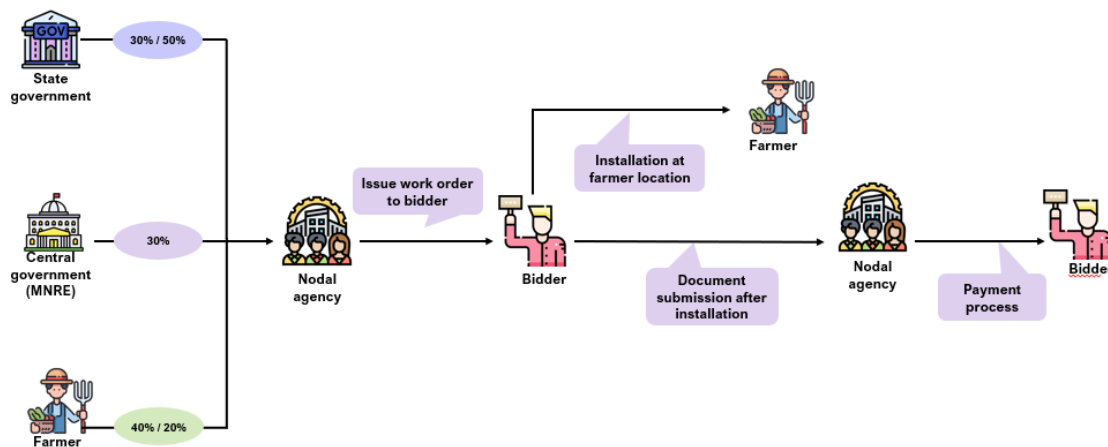 GOV
State
government
30% / 50%
Central
government
(MNRE)
30%
Farmer
40% / 20%
Nodal
agency
Issue work order
to bidder
Bidder
Installation at
farmer location
Farmer
Document
submission after
installation
Nodal
agency
Payment
process
Bidde